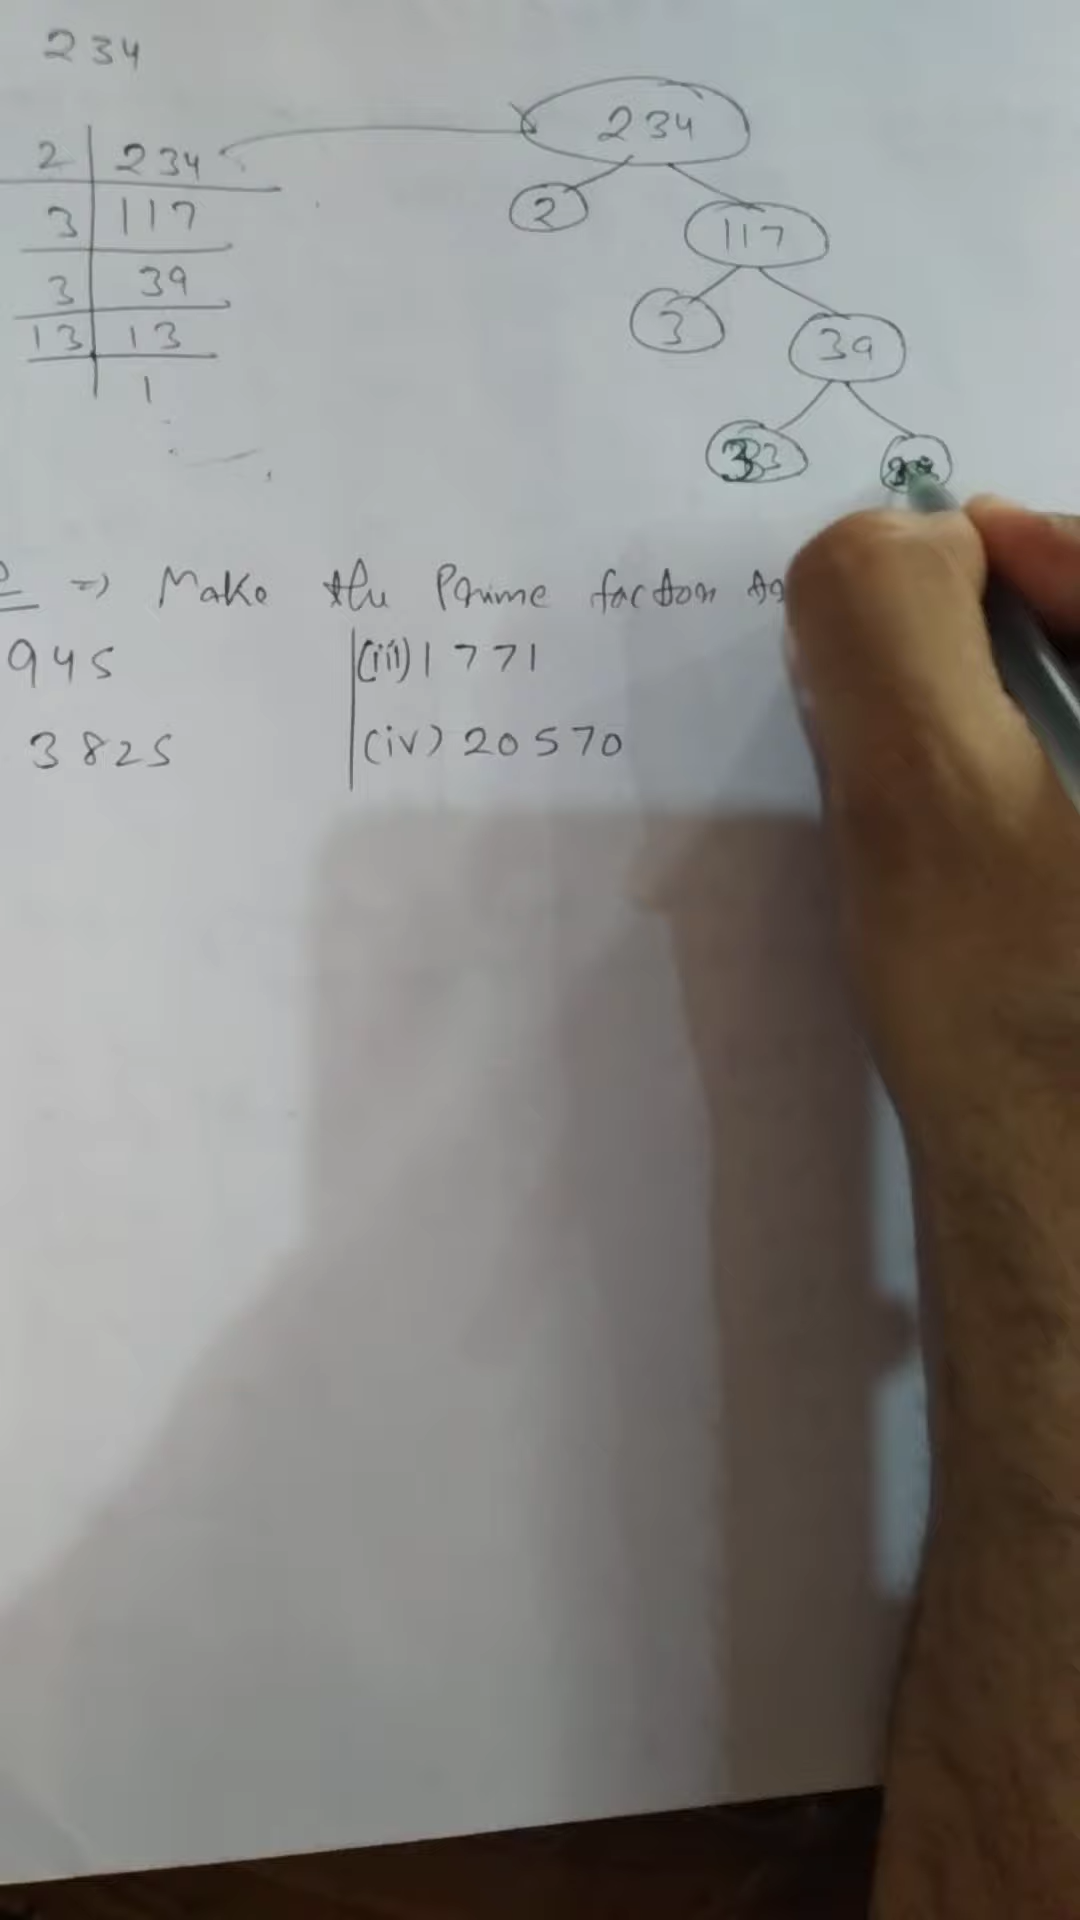 234
2 | 234
3 | 117
3 | 39
13 | 13
1
234
2
117
3
39
=> Make the Prime factor
945
(iii) 1771
3825
(iv) 20570